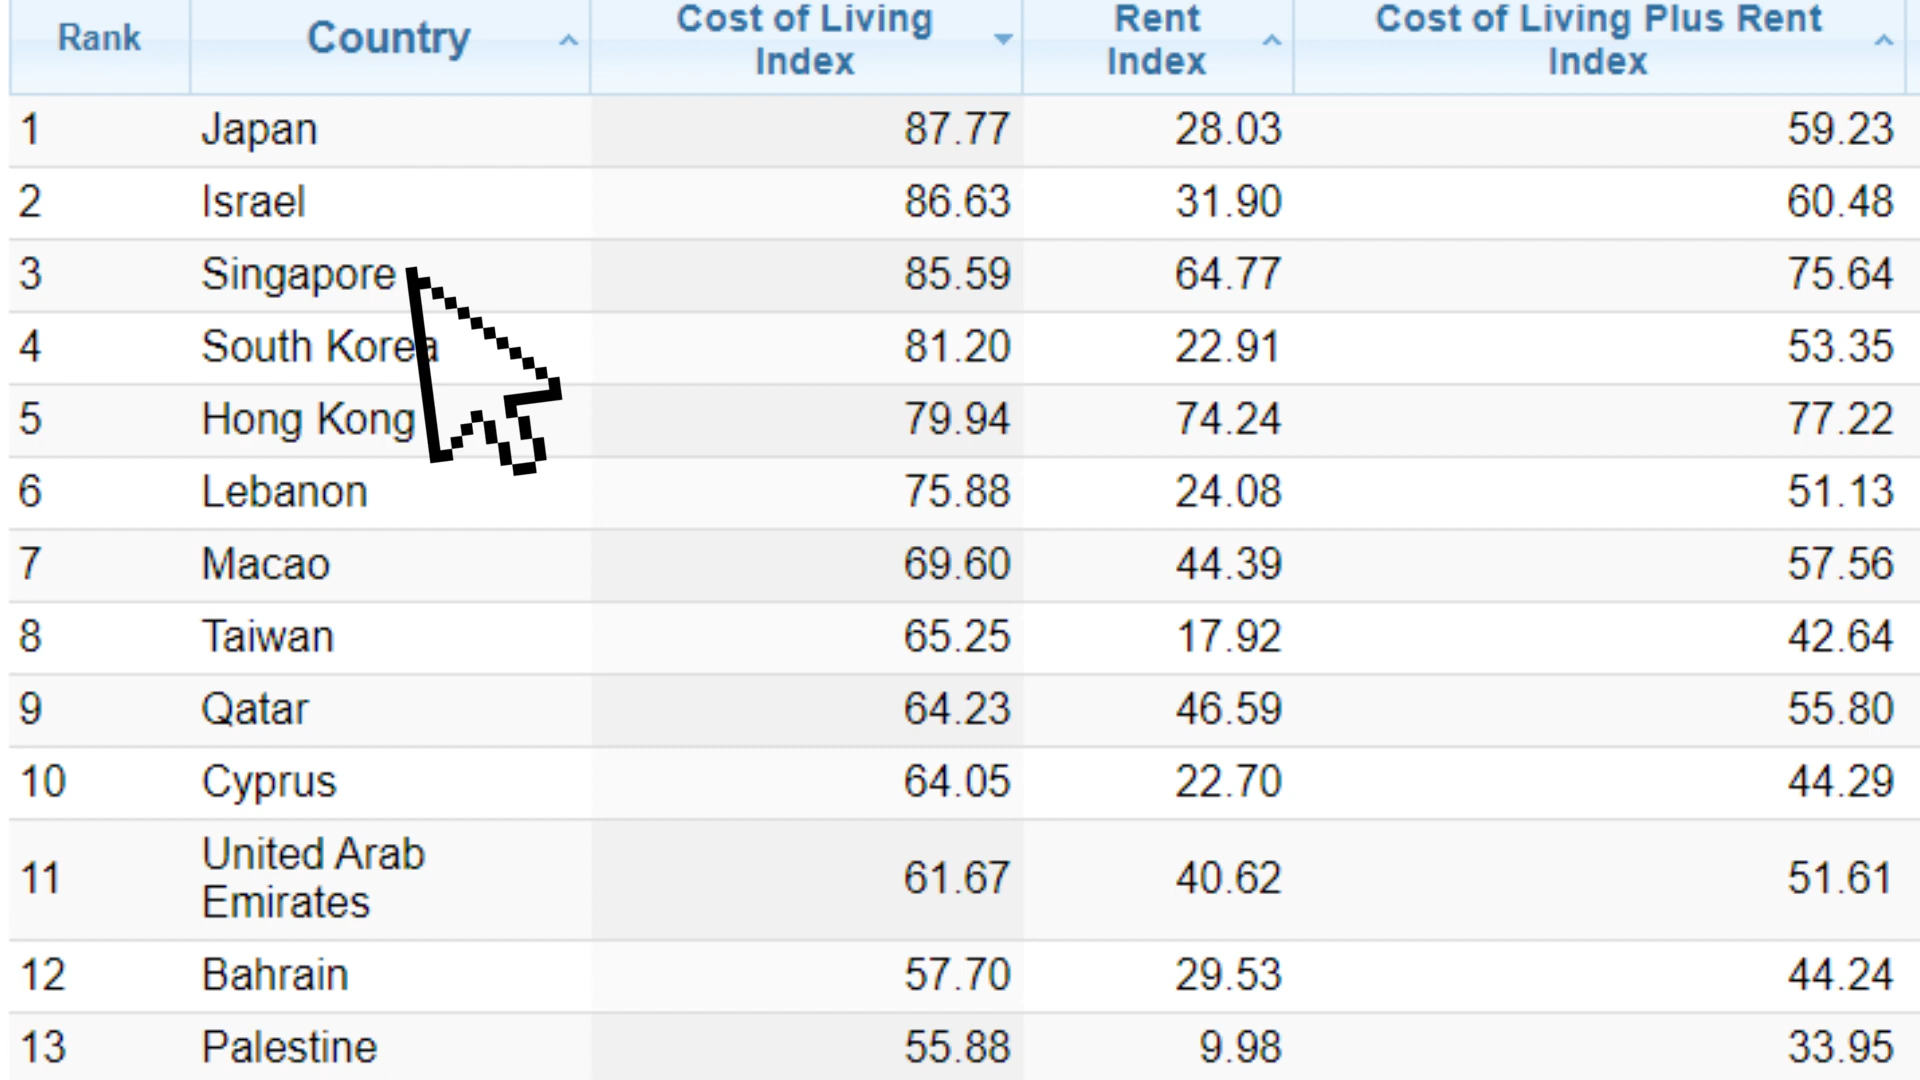 Rank Country Cost of Living Index Rent Index Cost of Living Plus Rent Index
1 Japan 87.77 28.03 59.23
2 Israel 86.63 31.90 60.48
3 Singapore 85.59 64.77 75.64
4 South Korea 81.20 22.91 53.35
5 Hong Kong 79.94 74.24 77.22
6 Lebanon 75.88 24.08 51.13
7 Macao 69.60 44.39 57.56
8 Taiwan 65.25 17.92 42.64
9 Qatar 64.23 46.59 55.80
10 Cyprus 64.05 22.70 44.29
11 United Arab Emirates 61.67 40.62 51.61
12 Bahrain 57.70 29.53 44.24
13 Palestine 55.88 9.98 33.95